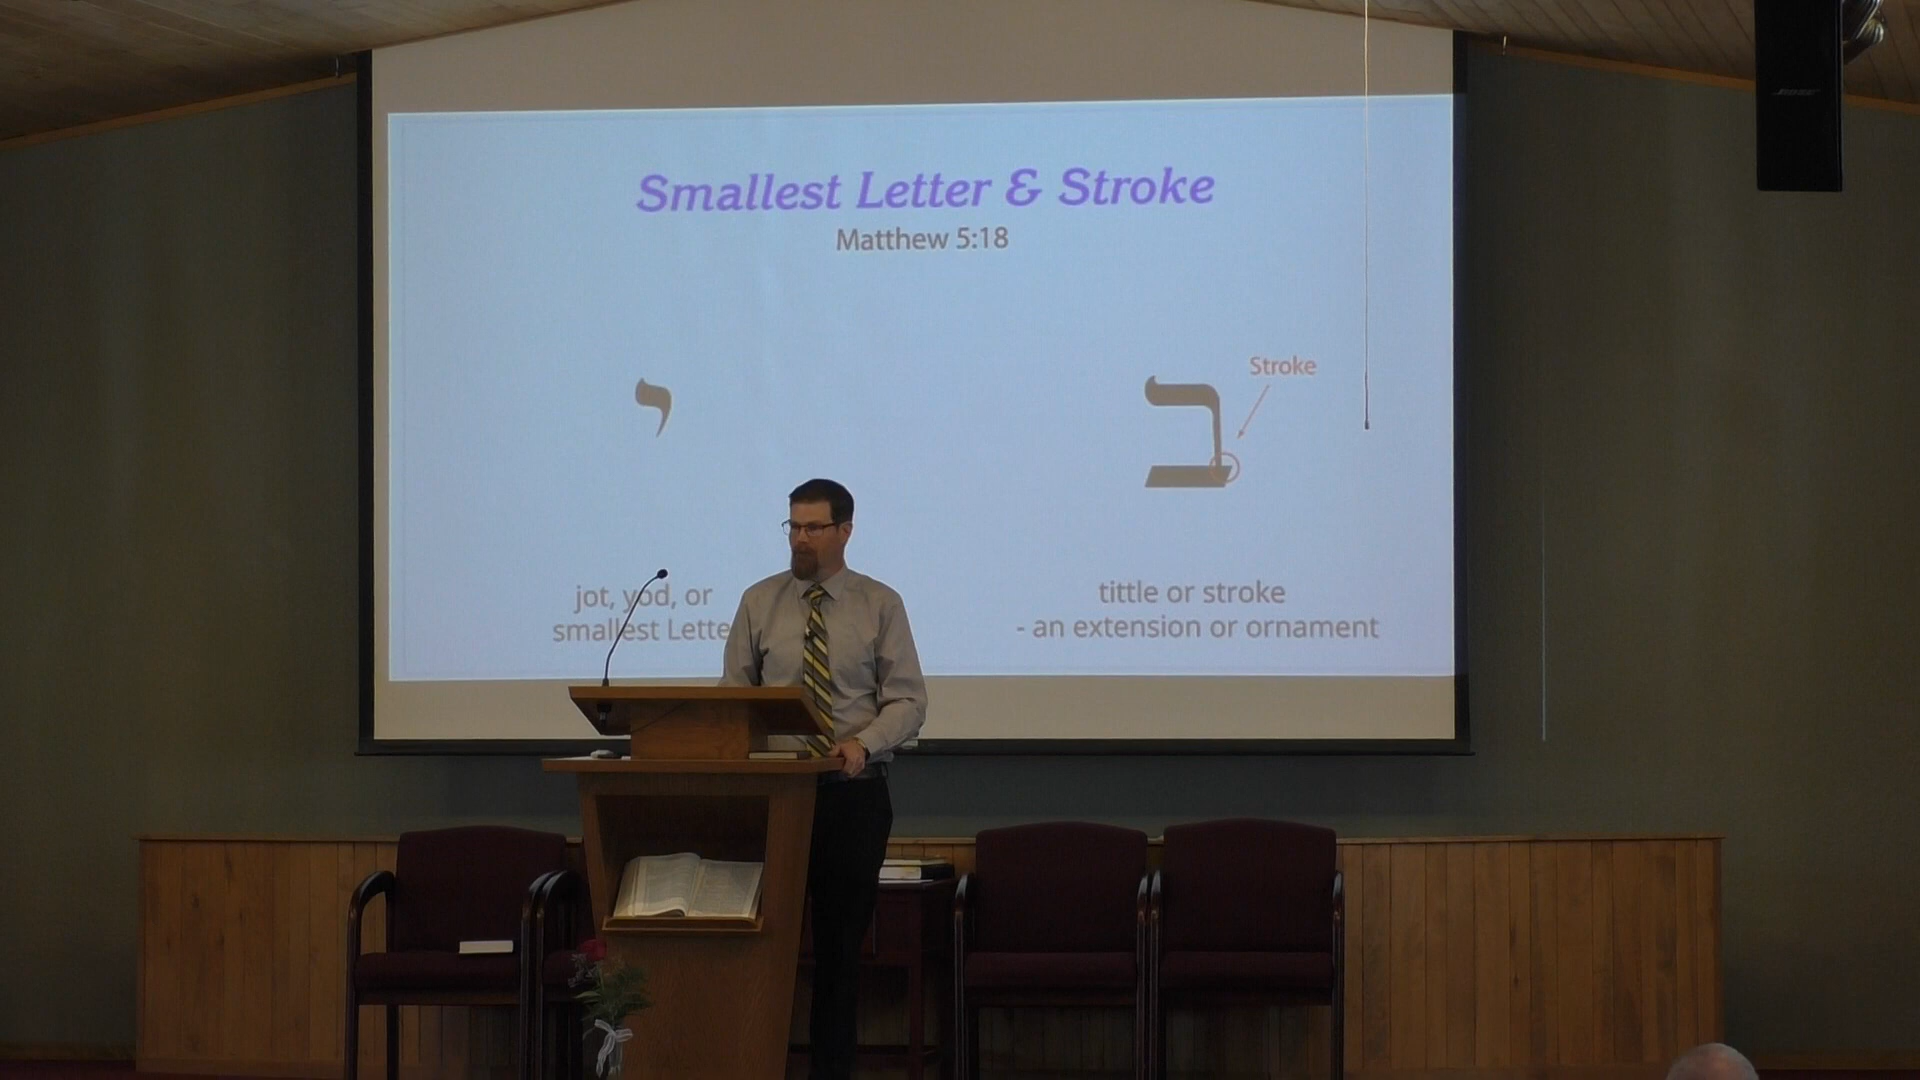 Smallest Letter & Stroke
Matthew 5:18
Stroke
י
ב
jot, yod, or
smallest Lette
tittle or stroke
- an extension or ornament
BOSE